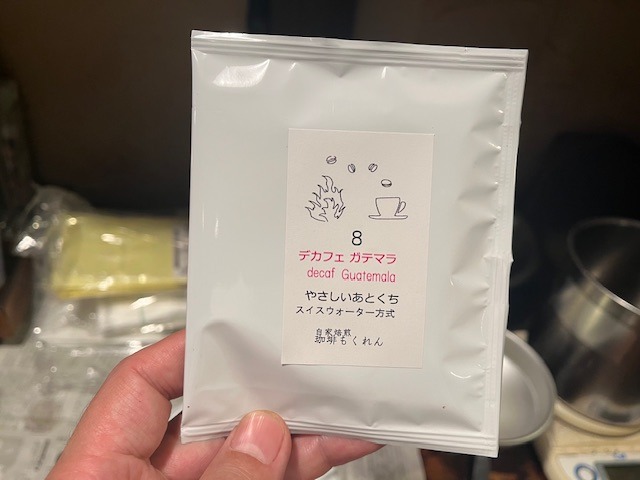 8
デカフェ ガテマラ
decaf Guatemala
やさしいあとくち
スイスウォーター方式
自家焙煎
珈琲もくれん